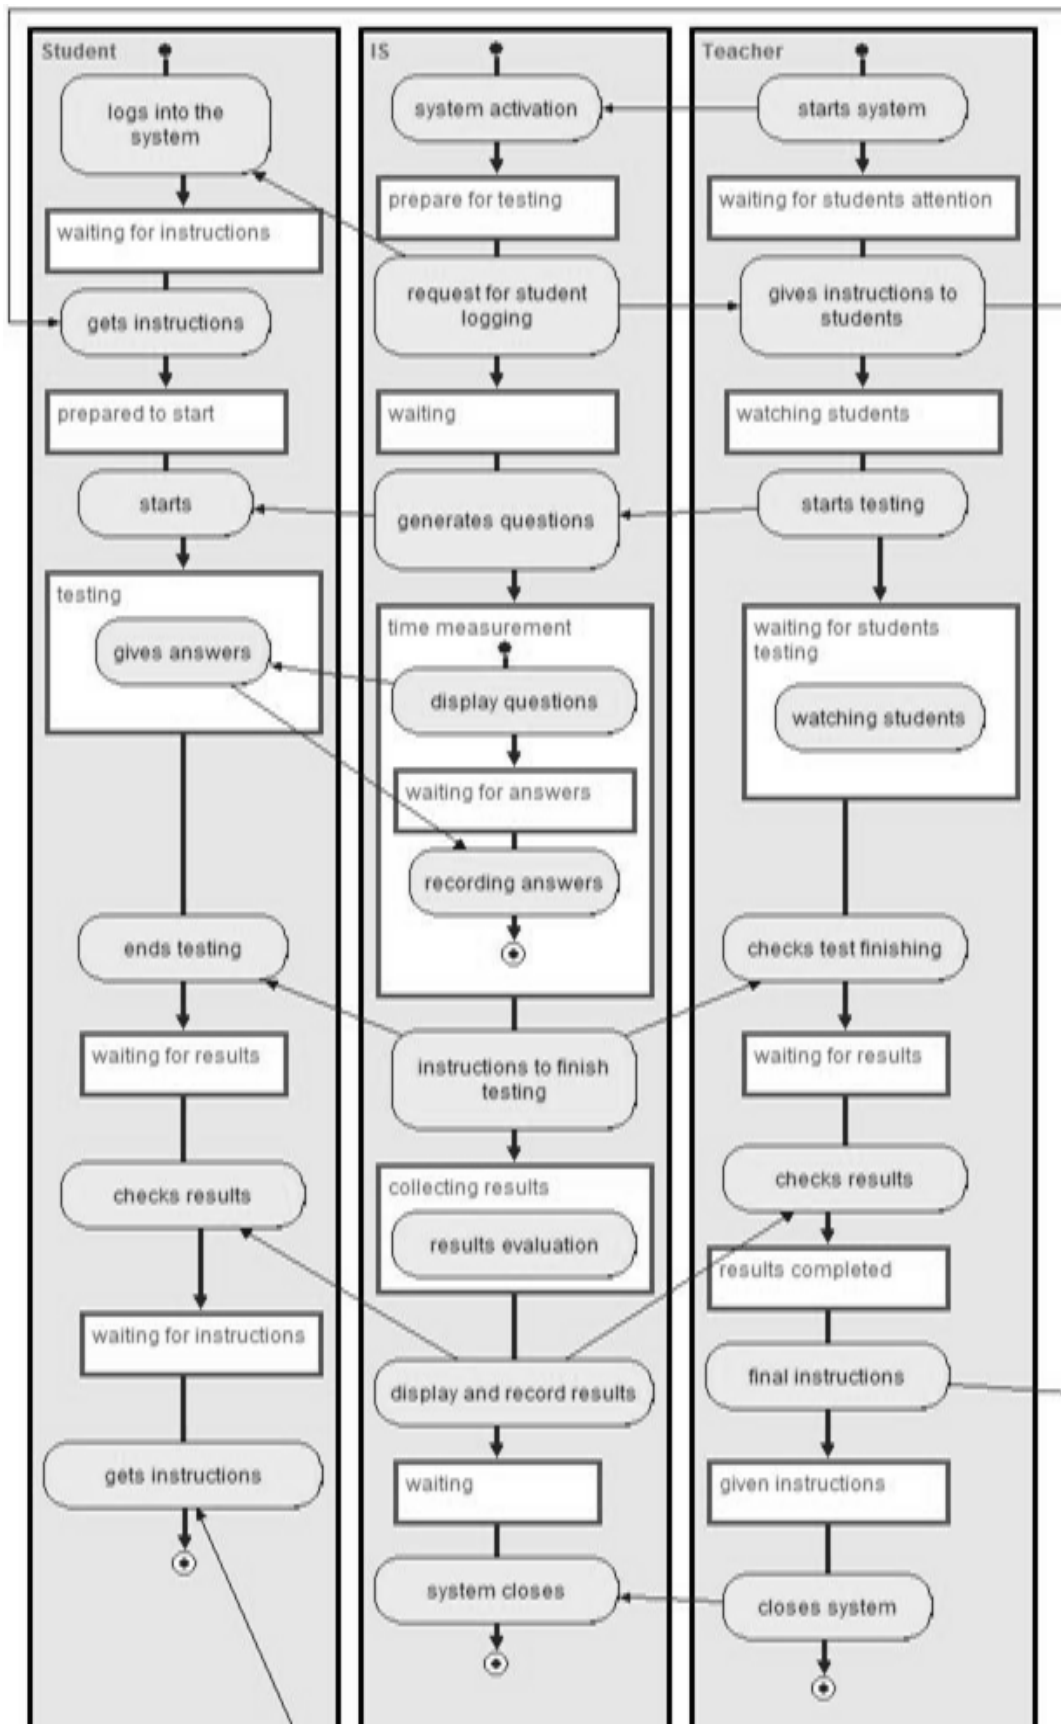 Student
logs into the
system
waiting for instructions
gets instructions
prepared to start
starts
testing
gives answers
ends testing
waiting for results
checks results
waiting for instructions
gets instructions
IS
system activation
prepare for testing
request for student
logging
waiting
generates questions
time measurement
display questions
waiting for answers
recording answers
instructions to finish
testing
collecting results
results evaluation
display and record results
waiting
system closes
Teacher
starts system
waiting for students attention
gives instructions to
students
watching students
starts testing
waiting for students
testing
watching students
checks test finishing
waiting for results
checks results
results completed
final instructions
given instructions
closes system